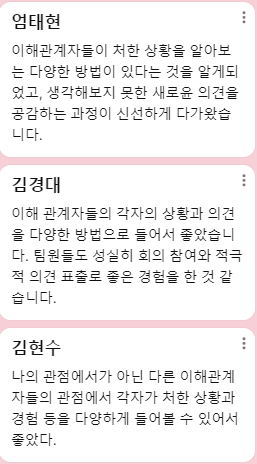 엄태현
이해관계자들이 처한 상황을 알아보
는 다양한 방법이 있다는 것을 알게되
었고, 생각해보지 못한 새로운 의견을
공감하는 과정이 신선하게 다가왔습
니다.
김경대
이해 관계자들의 각자의 상황과 의견
을 다양한 방법으로 들어서 좋았습니
다. 팀원들도 성실히 회의 참여와 적극
적 의견 표출로 좋은 경험을 한 것 같
습니다.
김현수
나의 관점에서가 아닌 다른 이해관계
자들의 관점에서 각자가 처한 상황과
경험 등을 다양하게 들어볼 수 있어서
좋았다.